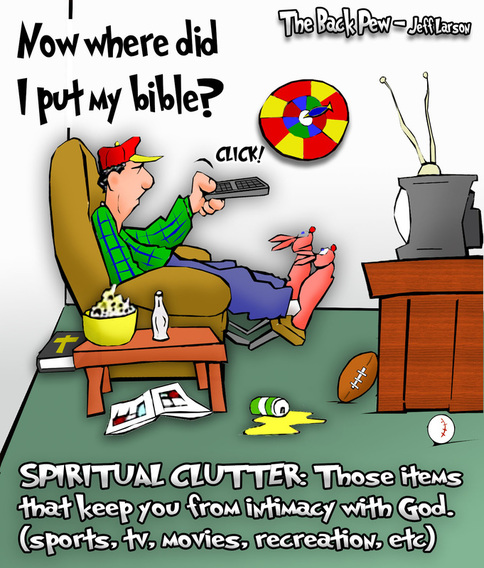 The Back Pew – Jeff Larson
Now where did
I put my bible?
CLICK!
SPIRITUAL CLUTTER: Those items
that keep you from intimacy with God.
(sports, tv, movies, recreation, etc)